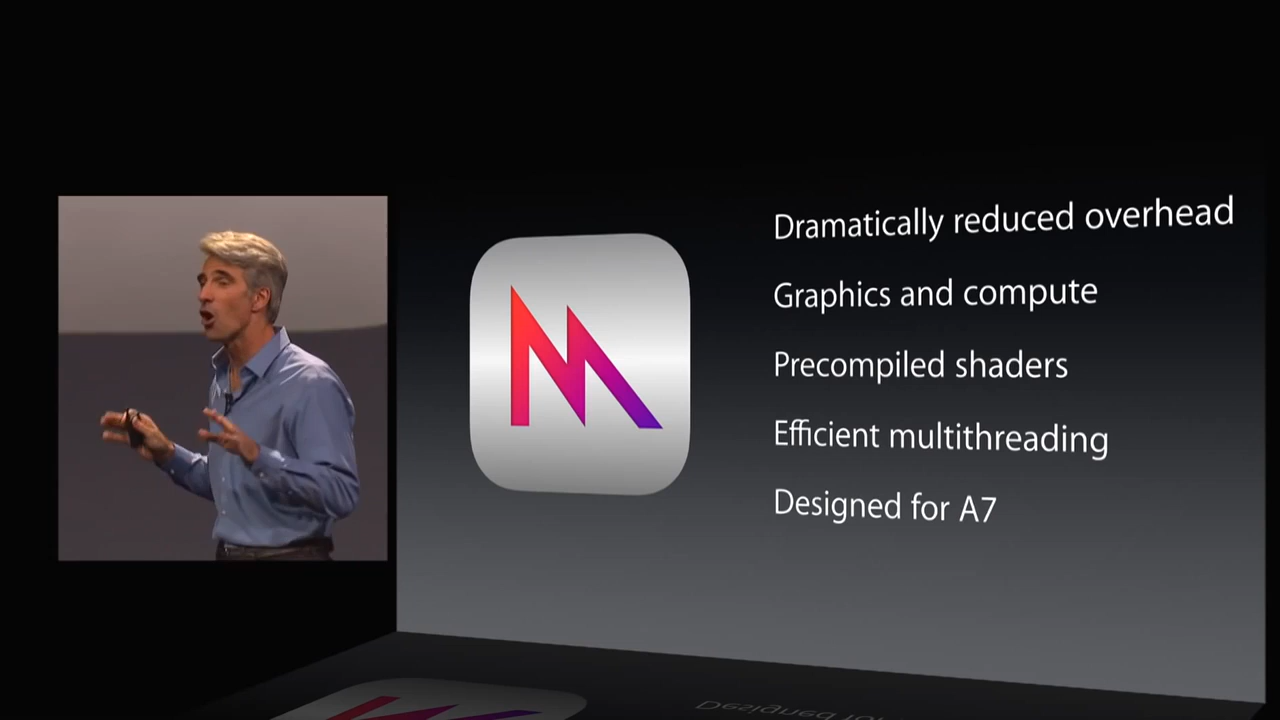 Dramatically reduced overhead
Graphics and compute
Precompiled shaders
Efficient multithreading
Designed for A7